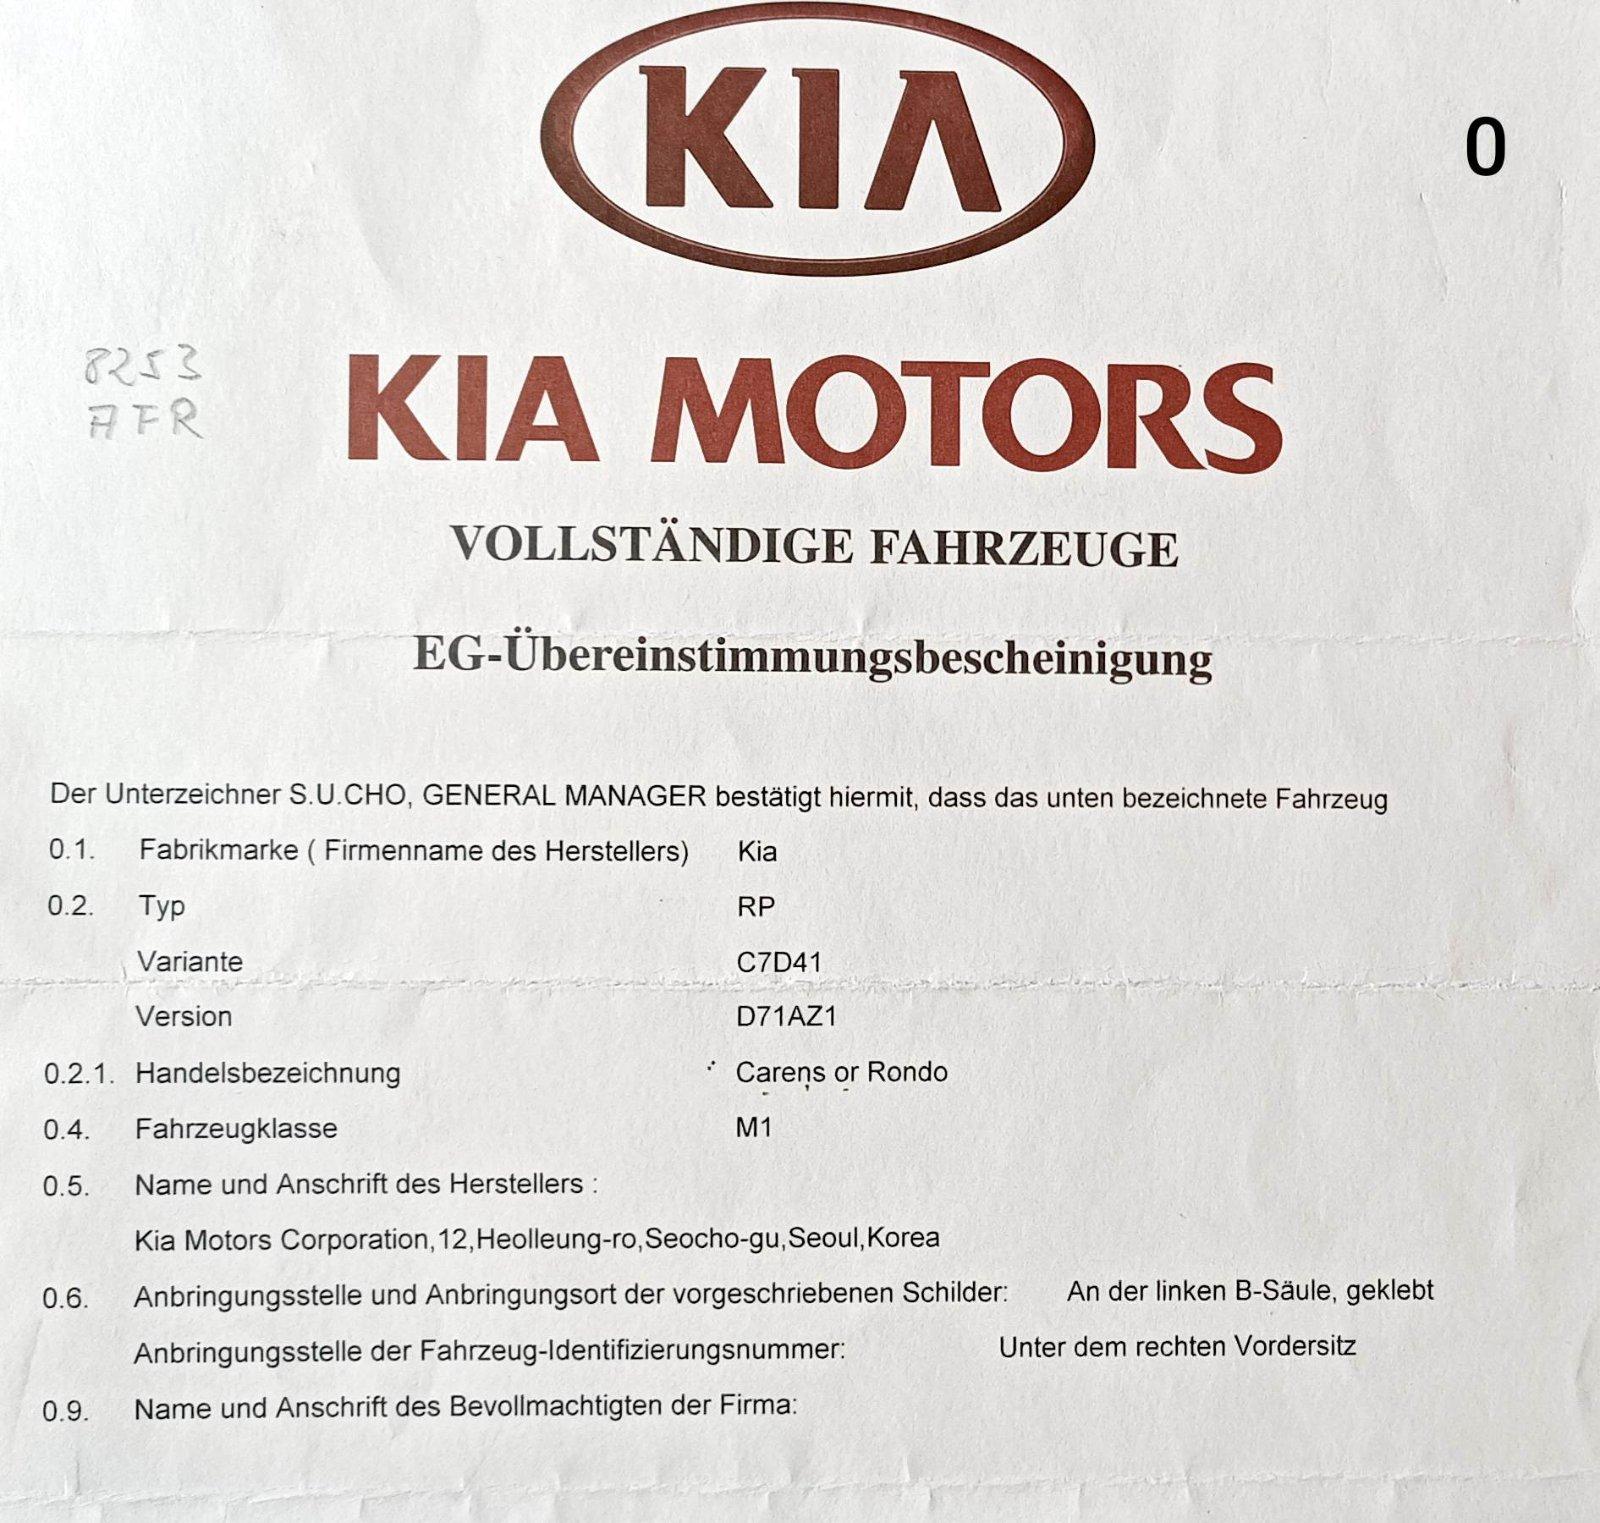 KIA
0
8253
AFR
KIA MOTORS
VOLLSTÄNDIGE FAHRZEUGE
EG-Übereinstimmungsbescheinigung
Der Unterzeichner S.U.CHO, GENERAL MANAGER bestätigt hiermit, dass das unten bezeichnete Fahrzeug
0.1. Fabrikmarke ( Firmenname des Herstellers) Kia
0.2. Typ RP
Variante C7D41
Version D71AZ1
0.2.1. Handelsbezeichnung Carens or Rondo
0.4. Fahrzeugklasse M1
0.5. Name und Anschrift des Herstellers :
Kia Motors Corporation,12,Heolleung-ro,Seocho-gu,Seoul,Korea
0.6. Anbringungsstelle und Anbringungsort der vorgeschriebenen Schilder: An der linken B-Säule, geklebt
Anbringungsstelle der Fahrzeug-Identifizierungsnummer: Unter dem rechten Vordersitz
0.9. Name und Anschrift des Bevollmachtigten der Firma: